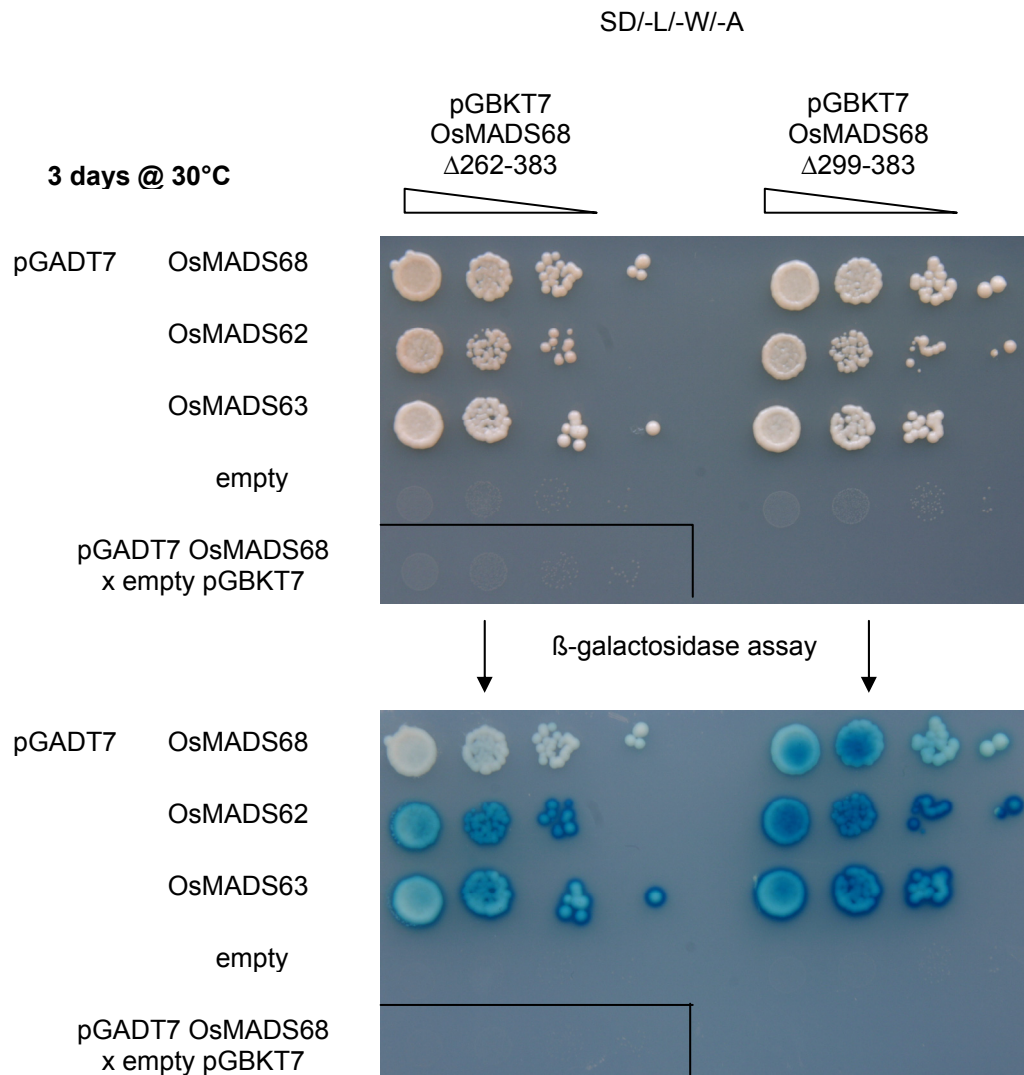 SD/-L/-W/-A
pGBKT7
OsMADS68
Δ262-383
pGBKT7
OsMADS68
Δ299-383
3 days @ 30°C
pGADT7 OsMADS68
OsMADS62
OsMADS63
empty
pGADT7 OsMADS68
x empty pGBKT7
ß-galactosidase assay
pGADT7 OsMADS68
OsMADS62
OsMADS63
empty
pGADT7 OsMADS68
x empty pGBKT7